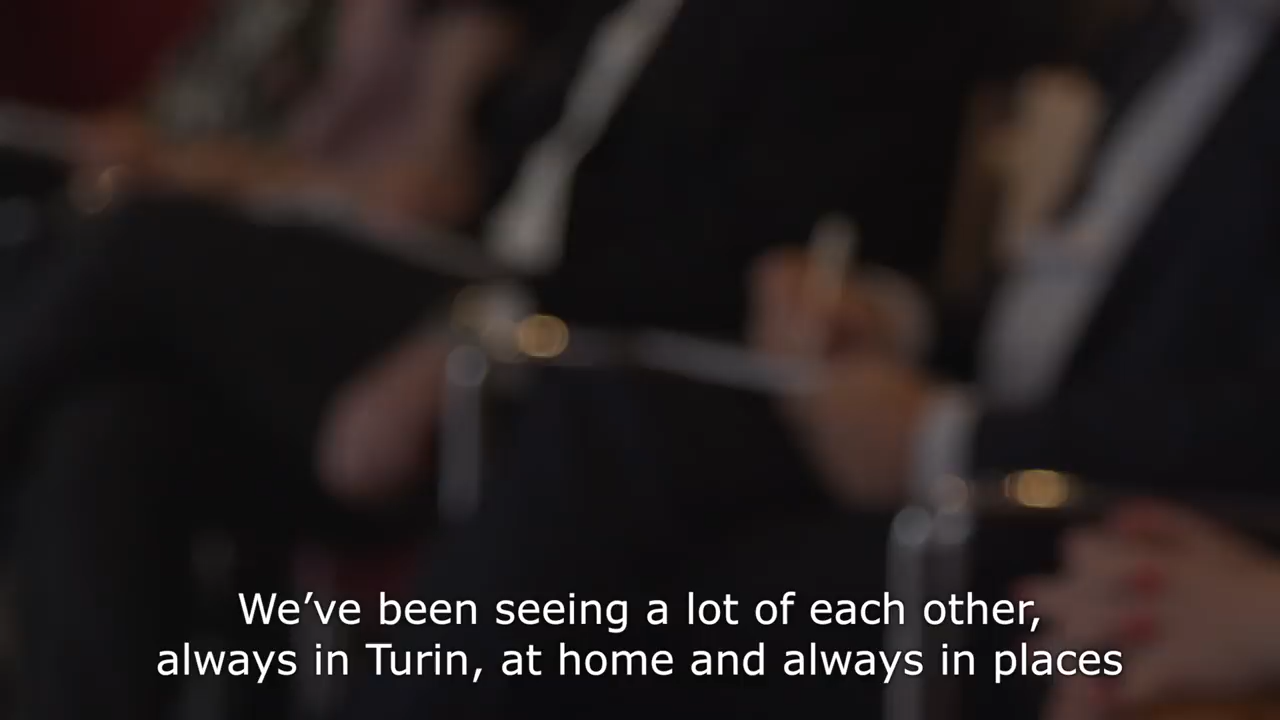 We’ve been seeing a lot of each other,
always in Turin, at home and always in places